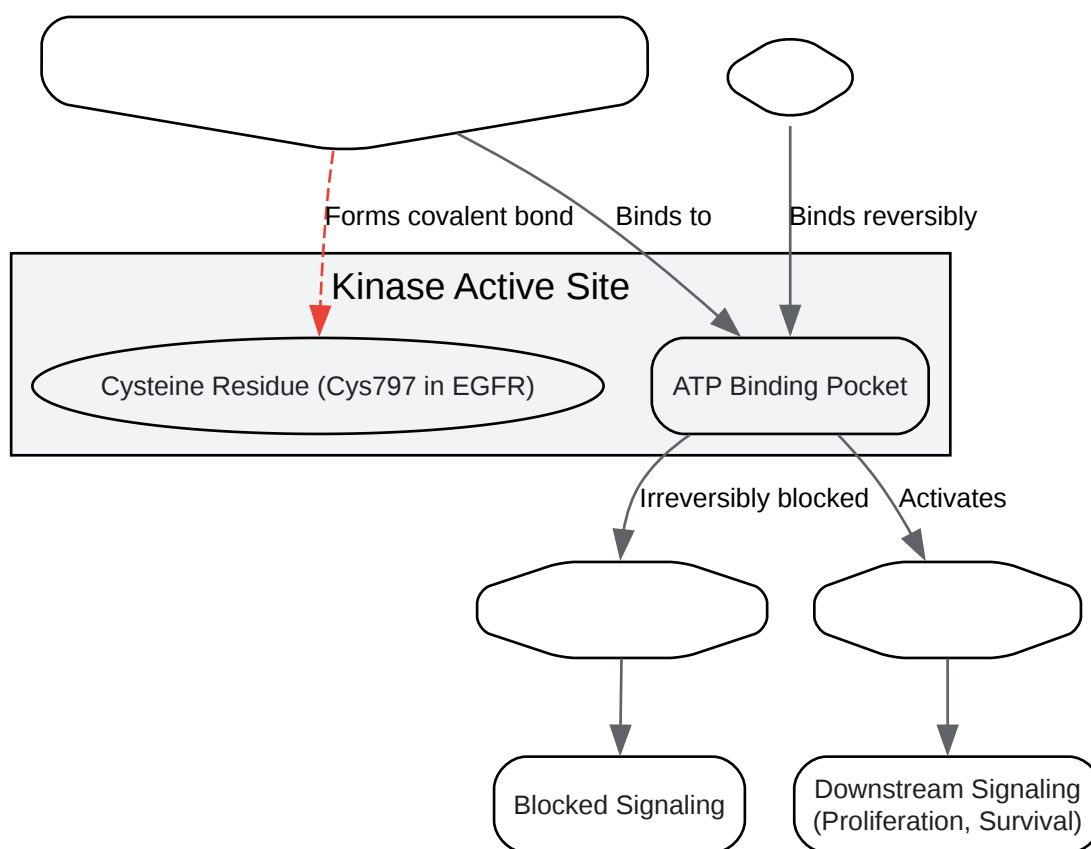 Forms covalent bond
Binds to
Binds reversibly
Kinase Active Site
Cysteine Residue (Cys797 in EGFR)
ATP Binding Pocket
Irreversibly blocked
Activates
Blocked Signaling
Downstream Signaling
(Proliferation, Survival)